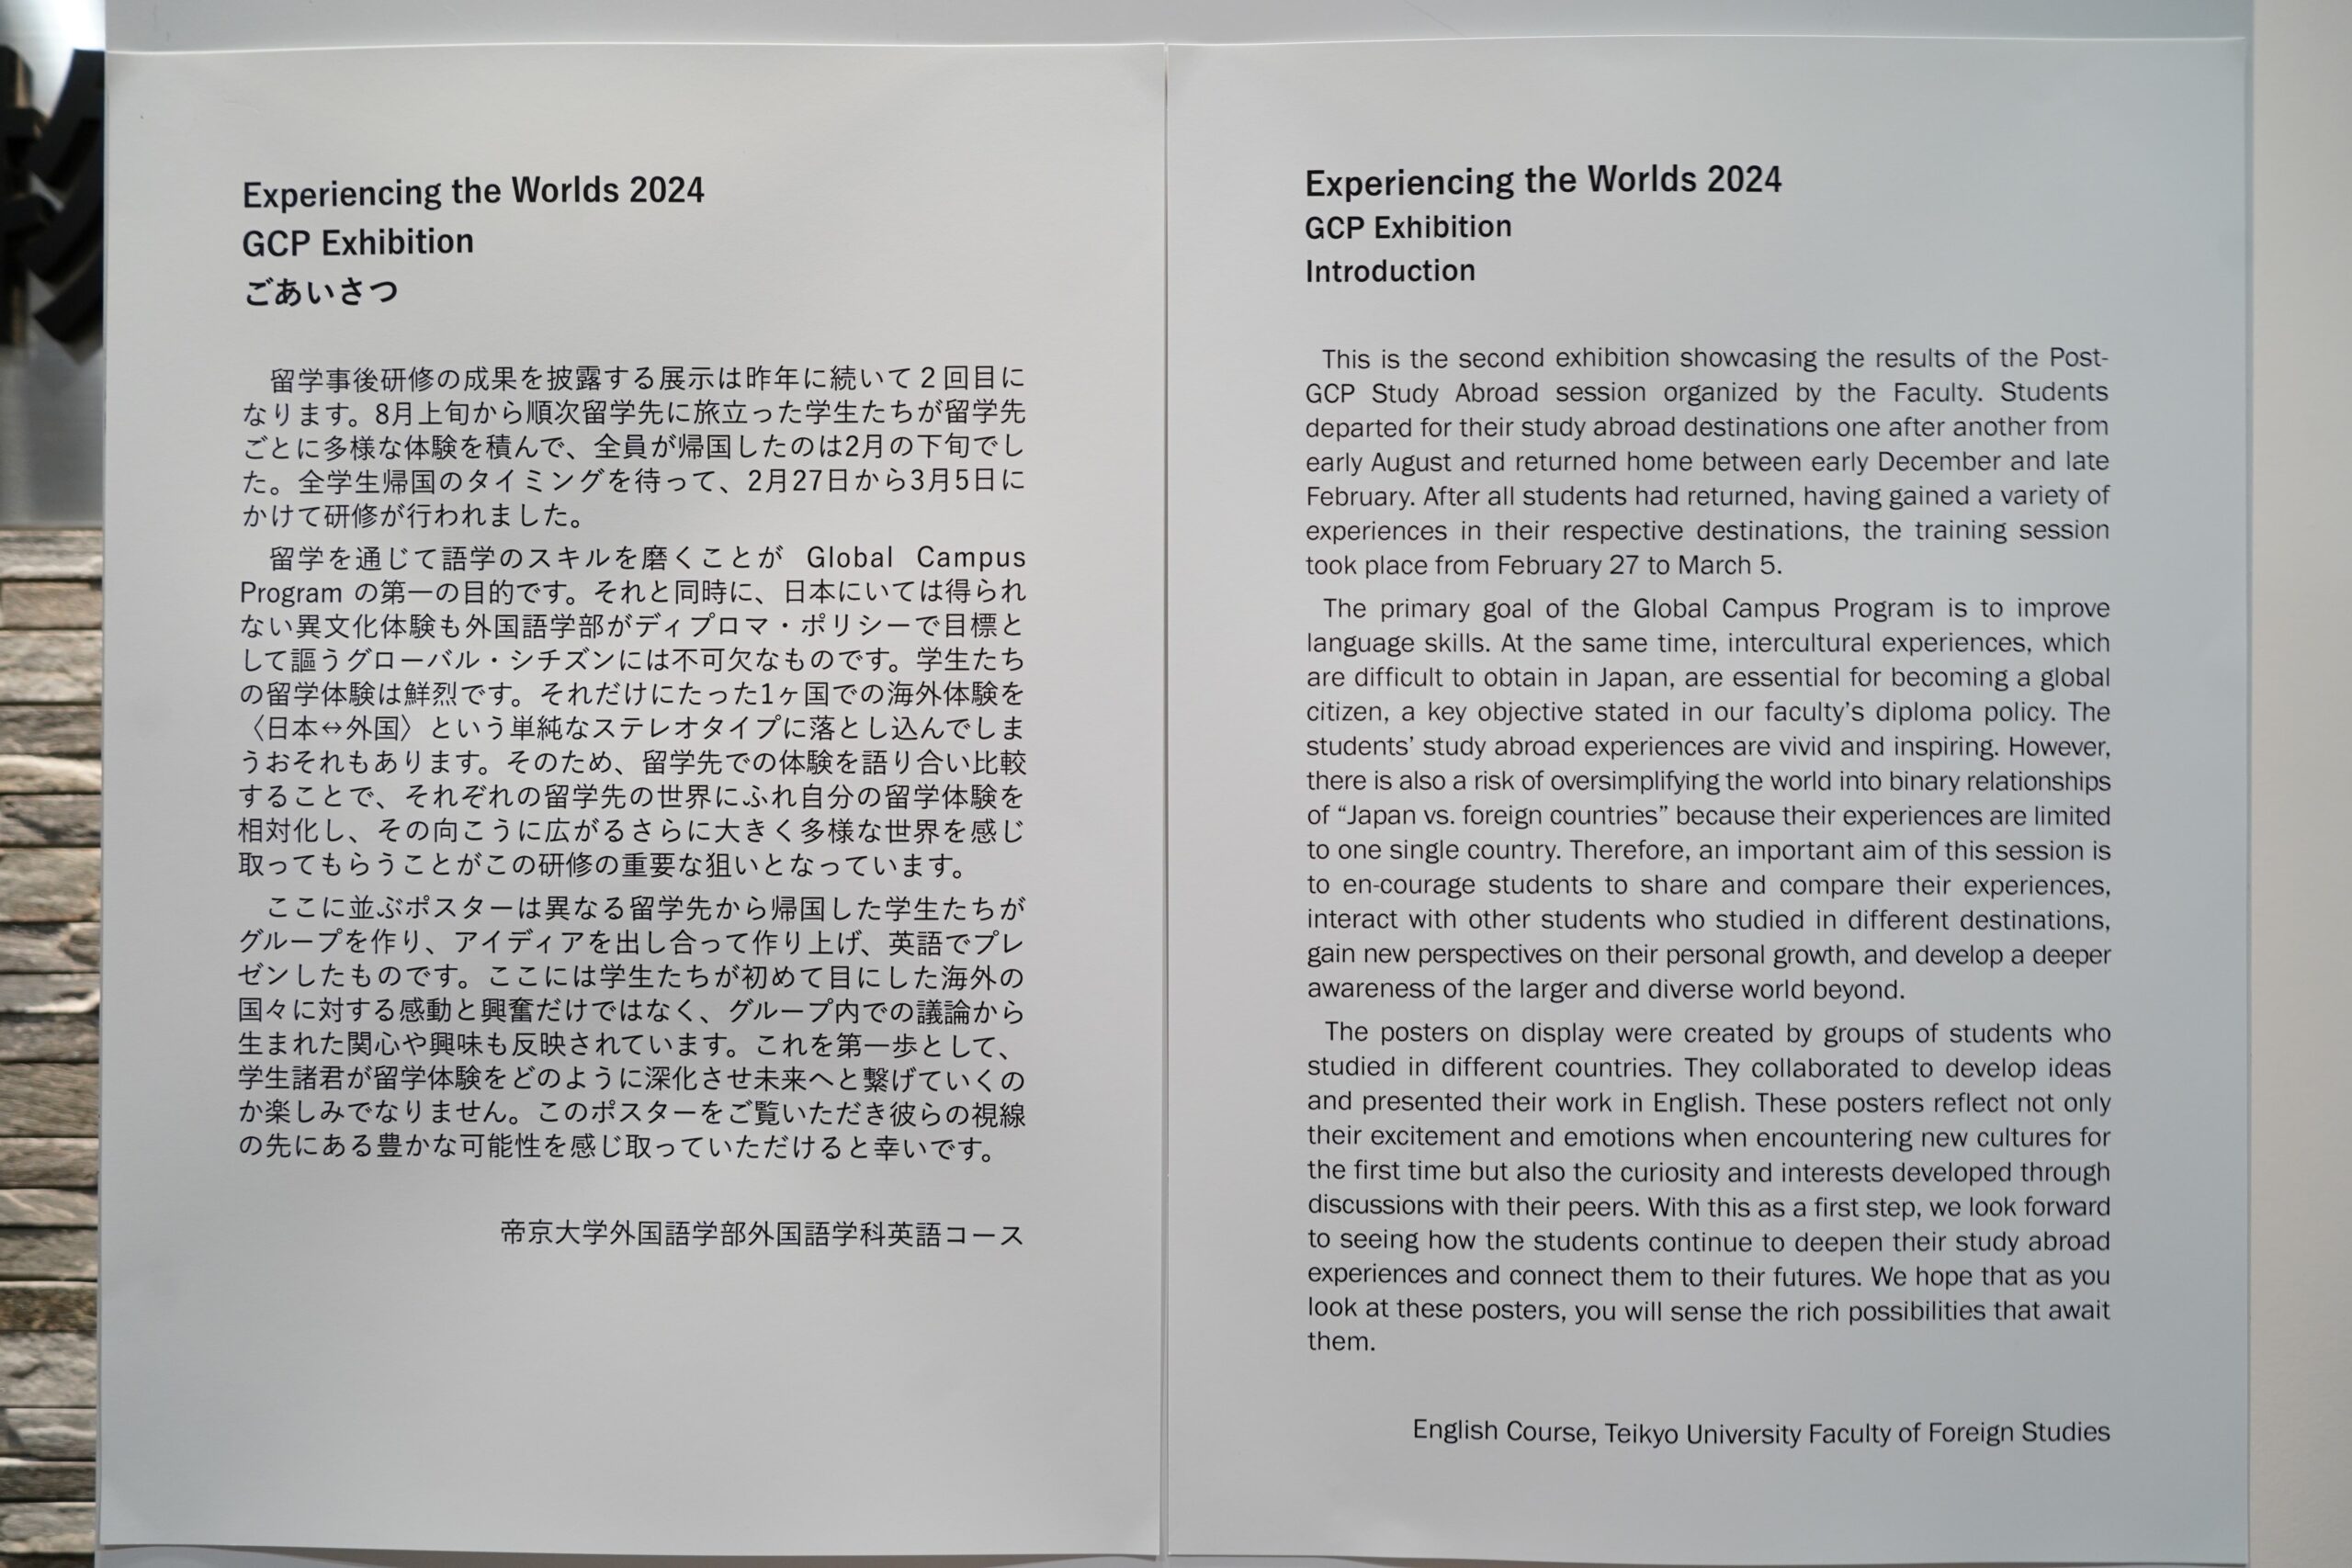 Experiencing the Worlds 2024
GCP Exhibition
ごあいさつ
留学事後研修の成果を披露する展示は昨年に続いて２回目に
なります。8月上旬から順次留学先に旅立った学生たちが留学先
ごとに多様な体験を積んで、全員が帰国したのは2月の下旬でし
た。全学生帰国のタイミングを待って、2月27日から3月5日に
かけて研修が行われました。
留学を通じて語学のスキルを磨くことが Global Campus
Program の第一の目的です。それと同時に、日本にいては得られ
ない異文化体験も外国語学部がディプロマ・ポリシーで目標と
して謳うグローバル・シチズンには不可欠なものです。学生たち
の留学体験は鮮烈です。それだけにたった1ヶ国での海外体験を
〈日本↔外国〉という単純なステレオタイプに落とし込んでしま
うおそれもあります。そのため、留学先での体験を語り合い比較
することで、それぞれの留学先の世界にふれ自分の留学体験を
相対化し、その向こうに広がるさらに大きく多様な世界を感じ
取ってもらうことがこの研修の重要な狙いとなっています。
ここに並ぶポスターは異なる留学先から帰国した学生たちが
グループを作り、アイディアを出し合って作り上げ、英語でプレ
ゼンしたものです。ここには学生たちが初めて目にした海外の
国々に対する感動と興奮だけではなく、グループ内での議論から
生まれた関心や興味も反映されています。これを第一歩として、
学生諸君が留学体験をどのように深化させ未来へと繋げていくの
か楽しみでなりません。このポスターをご覧いただき彼らの視線
の先にある豊かな可能性を感じ取っていただけると幸いです。
帝京大学外国語学部外国語学科英語コース
Experiencing the Worlds 2024
GCP Exhibition
Introduction
This is the second exhibition showcasing the results of the Post-
GCP Study Abroad session organized by the Faculty. Students
departed for their study abroad destinations one after another from
early August and returned home between early December and late
February. After all students had returned, having gained a variety of
experiences in their respective destinations, the training session
took place from February 27 to March 5.
The primary goal of the Global Campus Program is to improve
language skills. At the same time, intercultural experiences, which
are difficult to obtain in Japan, are essential for becoming a global
citizen, a key objective stated in our faculty’s diploma policy. The
students’ study abroad experiences are vivid and inspiring. However,
there is also a risk of oversimplifying the world into binary relationships
of “Japan vs. foreign countries” because their experiences are limited
to one single country. Therefore, an important aim of this session is
to en-courage students to share and compare their experiences,
interact with other students who studied in different destinations,
gain new perspectives on their personal growth, and develop a deeper
awareness of the larger and diverse world beyond.
The posters on display were created by groups of students who
studied in different countries. They collaborated to develop ideas
and presented their work in English. These posters reflect not only
their excitement and emotions when encountering new cultures for
the first time but also the curiosity and interests developed through
discussions with their peers. With this as a first step, we look forward
to seeing how the students continue to deepen their study abroad
experiences and connect them to their futures. We hope that as you
look at these posters, you will sense the rich possibilities that await
them.
English Course, Teikyo University Faculty of Foreign Studies